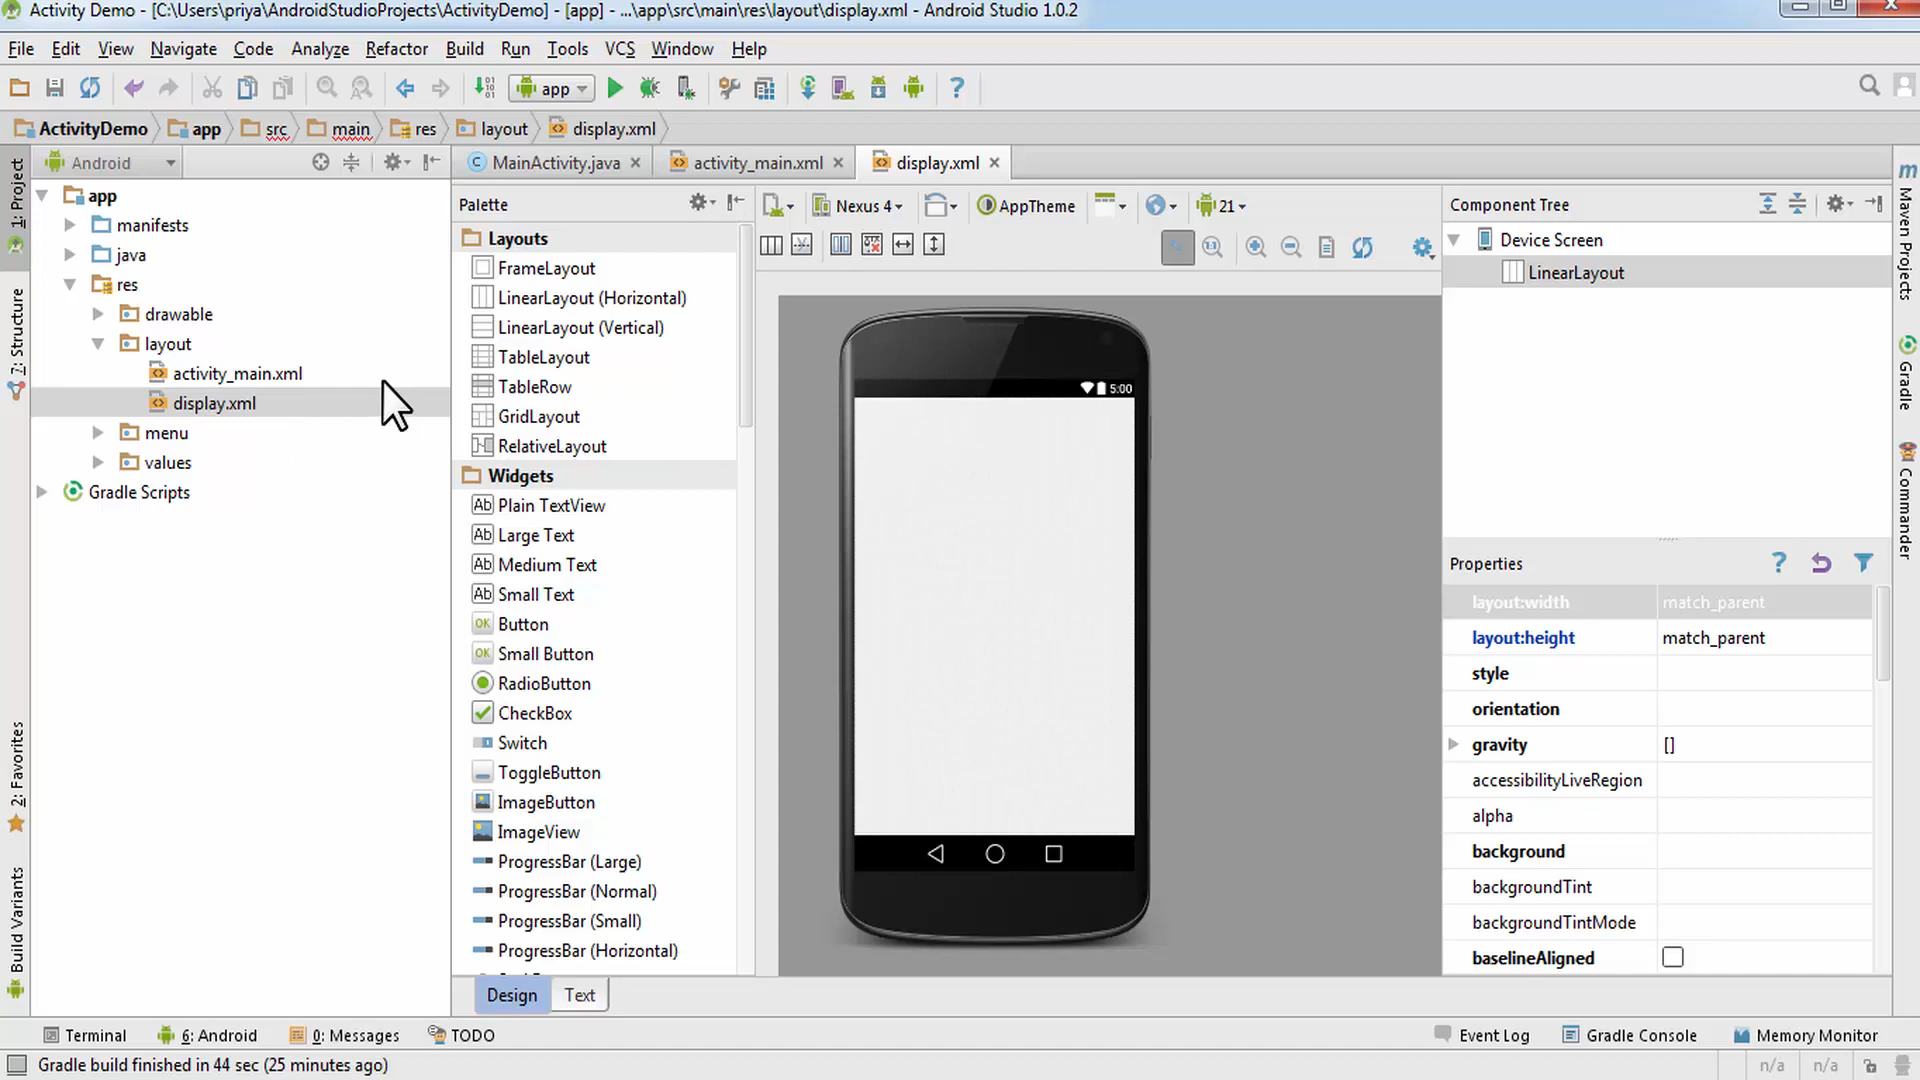 Activity Demo - [C:\Users\priya\AndroidStudioProjects\ActivityDemo] - [app] - ...\app\src\main\res\layout\display.xml - Android Studio 1.0.2
File Edit View Navigate Code Analyze Refactor Build Run Tools VCS Window Help
app
ActivityDemo app src main res layout display.xml
1: Project
7: Structure
2: Favorites
Build Variants
Android
app
manifests
java
res
drawable
layout
activity_main.xml
display.xml
menu
values
Gradle Scripts
MainActivity.java activity_main.xml display.xml
Palette
Layouts
FrameLayout
LinearLayout (Horizontal)
LinearLayout (Vertical)
TableLayout
TableRow
GridLayout
RelativeLayout
Widgets
Ab Plain TextView
Ab Large Text
Ab Medium Text
Ab Small Text
OK Button
OK Small Button
RadioButton
CheckBox
Switch
ToggleButton
ImageButton
ImageView
ProgressBar (Large)
ProgressBar (Normal)
ProgressBar (Small)
ProgressBar (Horizontal)
Design Text
Nexus 4 AppTheme 21
5:00
Component Tree
Device Screen
LinearLayout
Properties
layout:width match_parent
layout:height match_parent
style
orientation
gravity []
accessibilityLiveRegion
alpha
background
backgroundTint
backgroundTintMode
baselineAligned
m Maven Projects
Gradle
Commander
Terminal 6: Android 0: Messages TODO Event Log Gradle Console Memory Monitor
Gradle build finished in 44 sec (25 minutes ago) n/a n/a